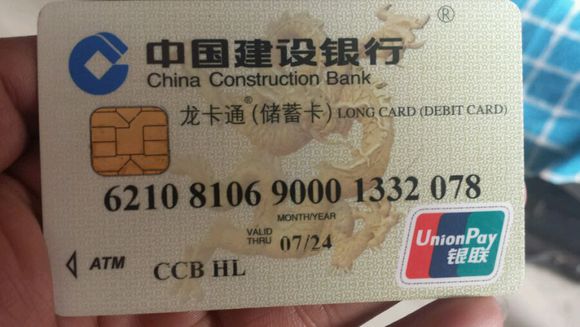 ®
中国建设银行
China Construction Bank
龙卡通®(储蓄卡) LONG CARD (DEBIT CARD)
6210 8106 9000 1332 078
MONTH/YEAR
VALID THRU 07/24
ATM CCB HL
UnionPay
银联